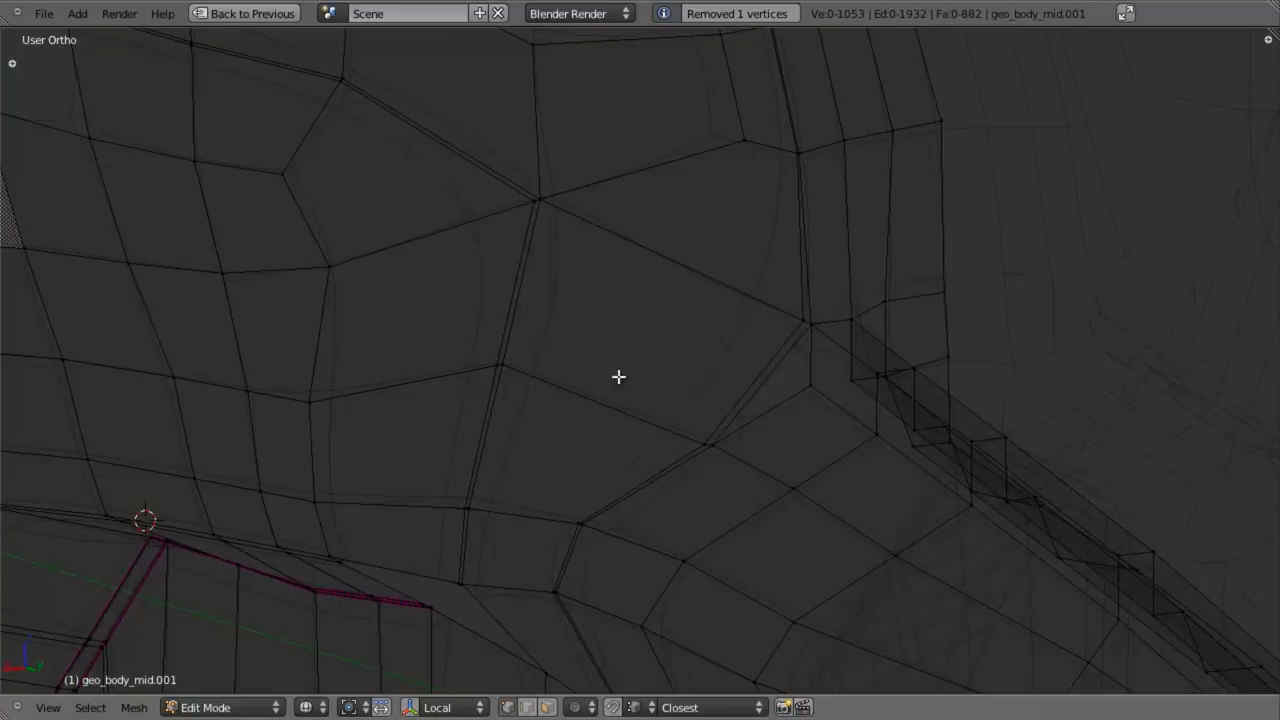 File Add Render Help Back to Previous Scene Blender Render Removed 1 vertices Ve:0-1053 | Ed:0-1932 | Fa:0-882 | geo_body_mid.001
User Ortho
(1) geo_body_mid.001
View Select Mesh Edit Mode Local Closest